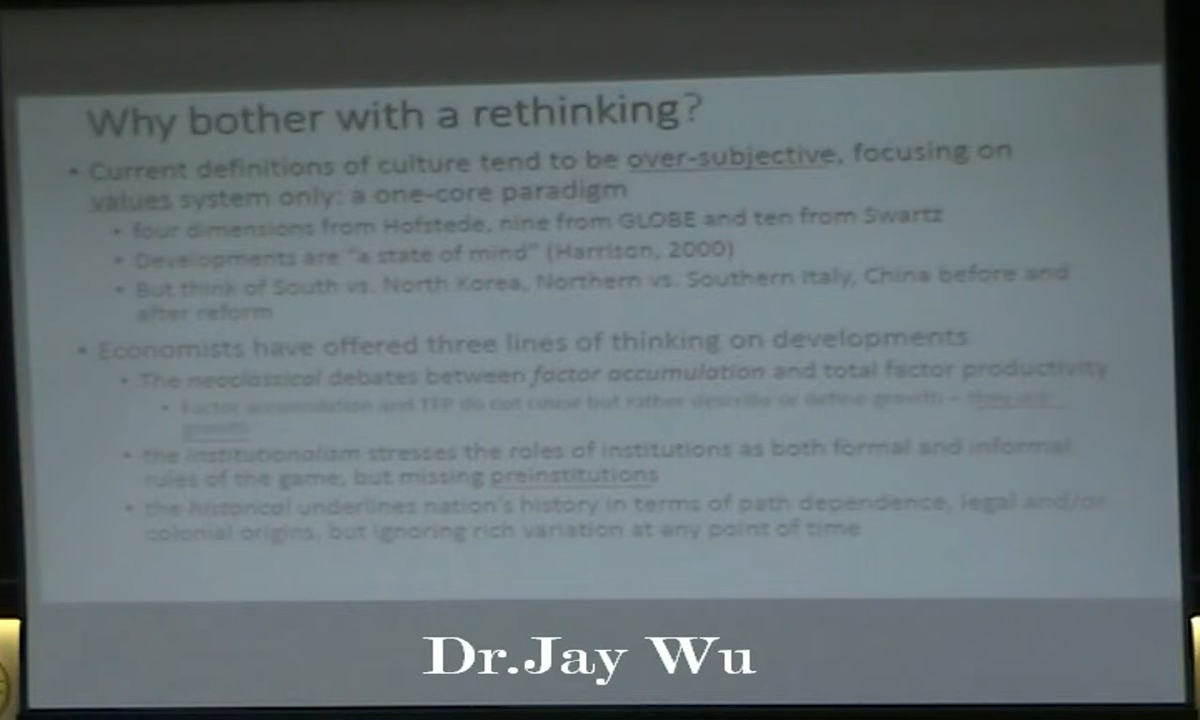 Why bother with a rethinking?
• Current definitions of culture tend to be over-subjective, focusing on
values system only: a one-core paradigm
• four dimensions from Hofstede, nine from GLOBE and ten from Swartz
• Developments are "a state of mind" (Harrison, 2000)
• But think of South vs. North Korea, Northern vs. Southern Italy, China before and
after reform
• Economists have offered three lines of thinking on developments
• The neoclassical debates between factor accumulation and total factor productivity
• Factor accumulation and TFP do not cause but rather describe or define growth – they are
growth
• the institutionalism stresses the roles of institutions as both formal and informal
rules of the game, but missing preinstitutions
• the historical underlines nation's history in terms of path dependence, legal and/or
colonial origins, but ignoring rich variation at any point of time
Dr.Jay Wu